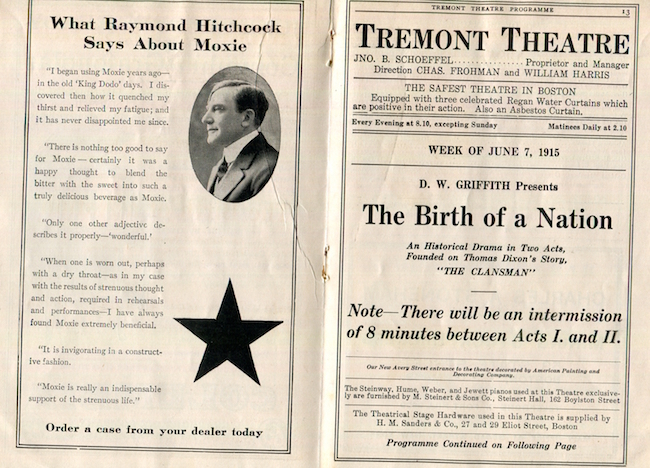 What Raymond Hitchcock
Says About Moxie
"I began using Moxie years ago—
in the old 'King Dodo' days. I dis-
covered then how it quenched my
thirst and relieved my fatigue; and
it has never disappointed me since.
"There is nothing too good to say
for Moxie — certainly it was a
happy thought to blend the
bitter with the sweet into such a
truly delicious beverage as Moxie.
"Only one other adjective de-
scribes it properly—'wonderful.'
"When one is worn out, perhaps
with a dry throat—as in my case
with the results of strenuous thought
and action, required in rehearsals
and performances—I have always
found Moxie extremely beneficial.
"It is invigorating in a construct-
ive fashion.
"Moxie is really an indispensable
support of the strenuous life."
Order a case from your dealer today
TREMONT THEATRE PROGRAMME 13
TREMONT THEATRE
JNO. B. SCHOEFFEL................Proprietor and Manager
Direction CHAS. FROHMAN and WILLIAM HARRIS
THE SAFEST THEATRE IN BOSTON
Equipped with three celebrated Regan Water Curtains which
are positive in their action. Also an Asbestos Curtain.
Every Evening at 8.10, excepting Sunday Matinees Daily at 2.10
WEEK OF JUNE 7, 1915
D. W. GRIFFITH Presents
The Birth of a Nation
An Historical Drama in Two Acts,
Founded on Thomas Dixon's Story,
"THE CLANSMAN"
Note—There will be an intermission
of 8 minutes between Acts I. and II.
Our New Avery Street entrance to the theatre decorated by American Painting and
Decorating Company.
The Steinway, Hume, Weber, and Jewett pianos used at this Theatre exclusive-
ly are furnished by M. Steinert & Sons Co., Steinert Hall, 162 Boylston Street
The Theatrical Stage Hardware used in this Theatre is supplied by
H. M. Sanders & Co., 27 and 29 Eliot Street, Boston
Programme Continued on Following Page